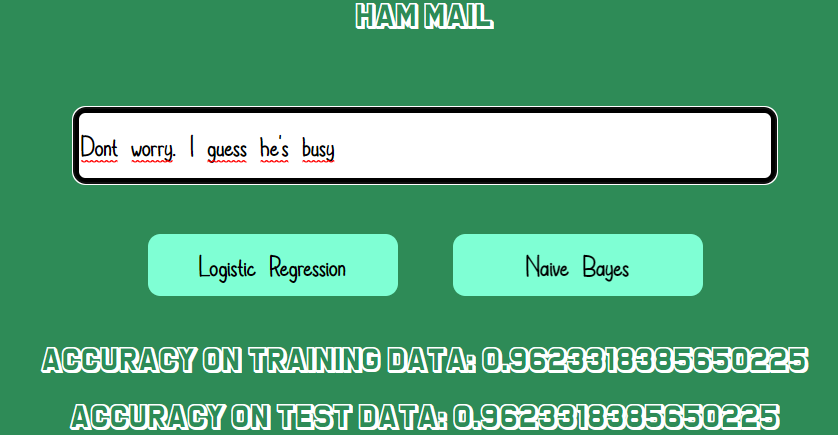 HAM MAIL
Dont worry. I guess he's busy
Logistic Regression
Naive Bayes
ACCURACY ON TRAINING DATA: 0.9623318385650225
ACCURACY ON TEST DATA: 0.9623318385650225